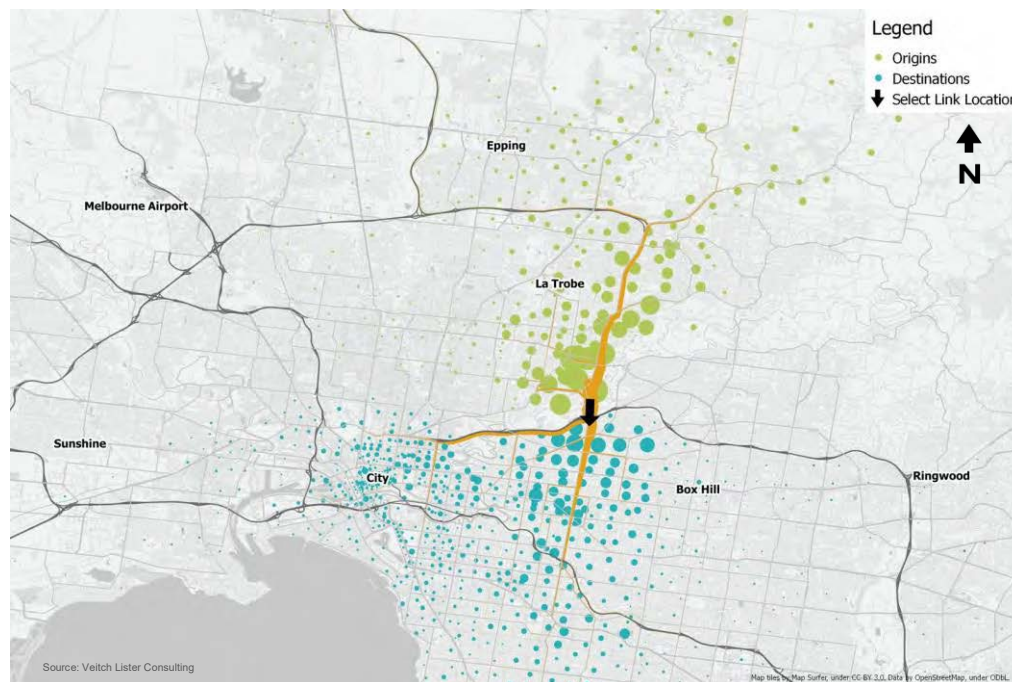 Legend
Origins
Destinations
Select Link Location
N
Epping
Melbourne Airport
La Trobe
Sunshine
City
Box Hill
Ringwood
Source: Veitch Lister Consulting
Map tiles by Map Surfer, under CC BY 3.0. Data by OpenStreetMap, under ODbL.